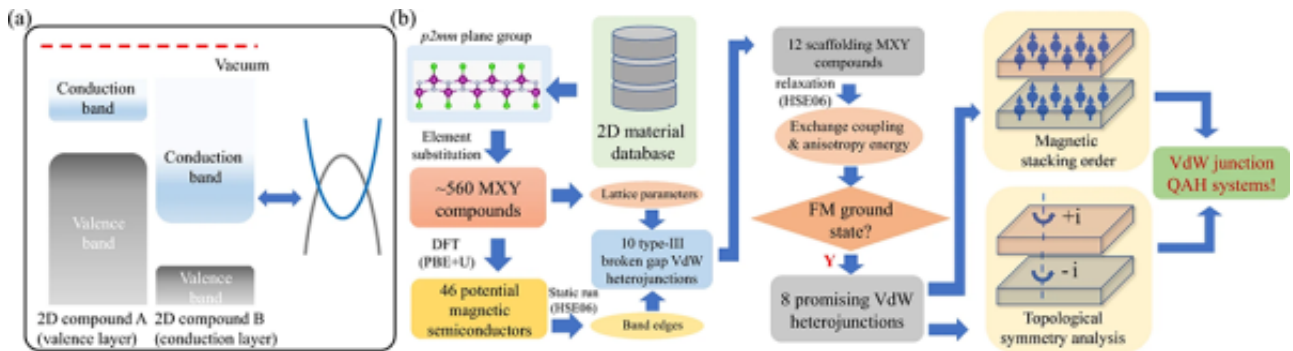 (a)
Vacuum
Conduction
band
Conduction
band
Valence
band
Valence
band
2D compound A
(valence layer)
2D compound B
(conduction layer)
(b)
p2mm plane group
2D material
database
Element
substitution
~560 MXY
compounds
Lattice parameters
DFT
(PBE+U)
10 type-III
broken gap VdW
heterojunctions
46 potential
magnetic
semiconductors
Static run
(HSE06)
Band edges
12 scaffolding MXY
compounds
relaxation
(HSE06)
Exchange coupling
& anisotropy energy
FM ground
state?
Y
8 promising VdW
heterojunctions
Magnetic
stacking order
+i
- i
Topological
symmetry analysis
VdW junction
QAH systems!